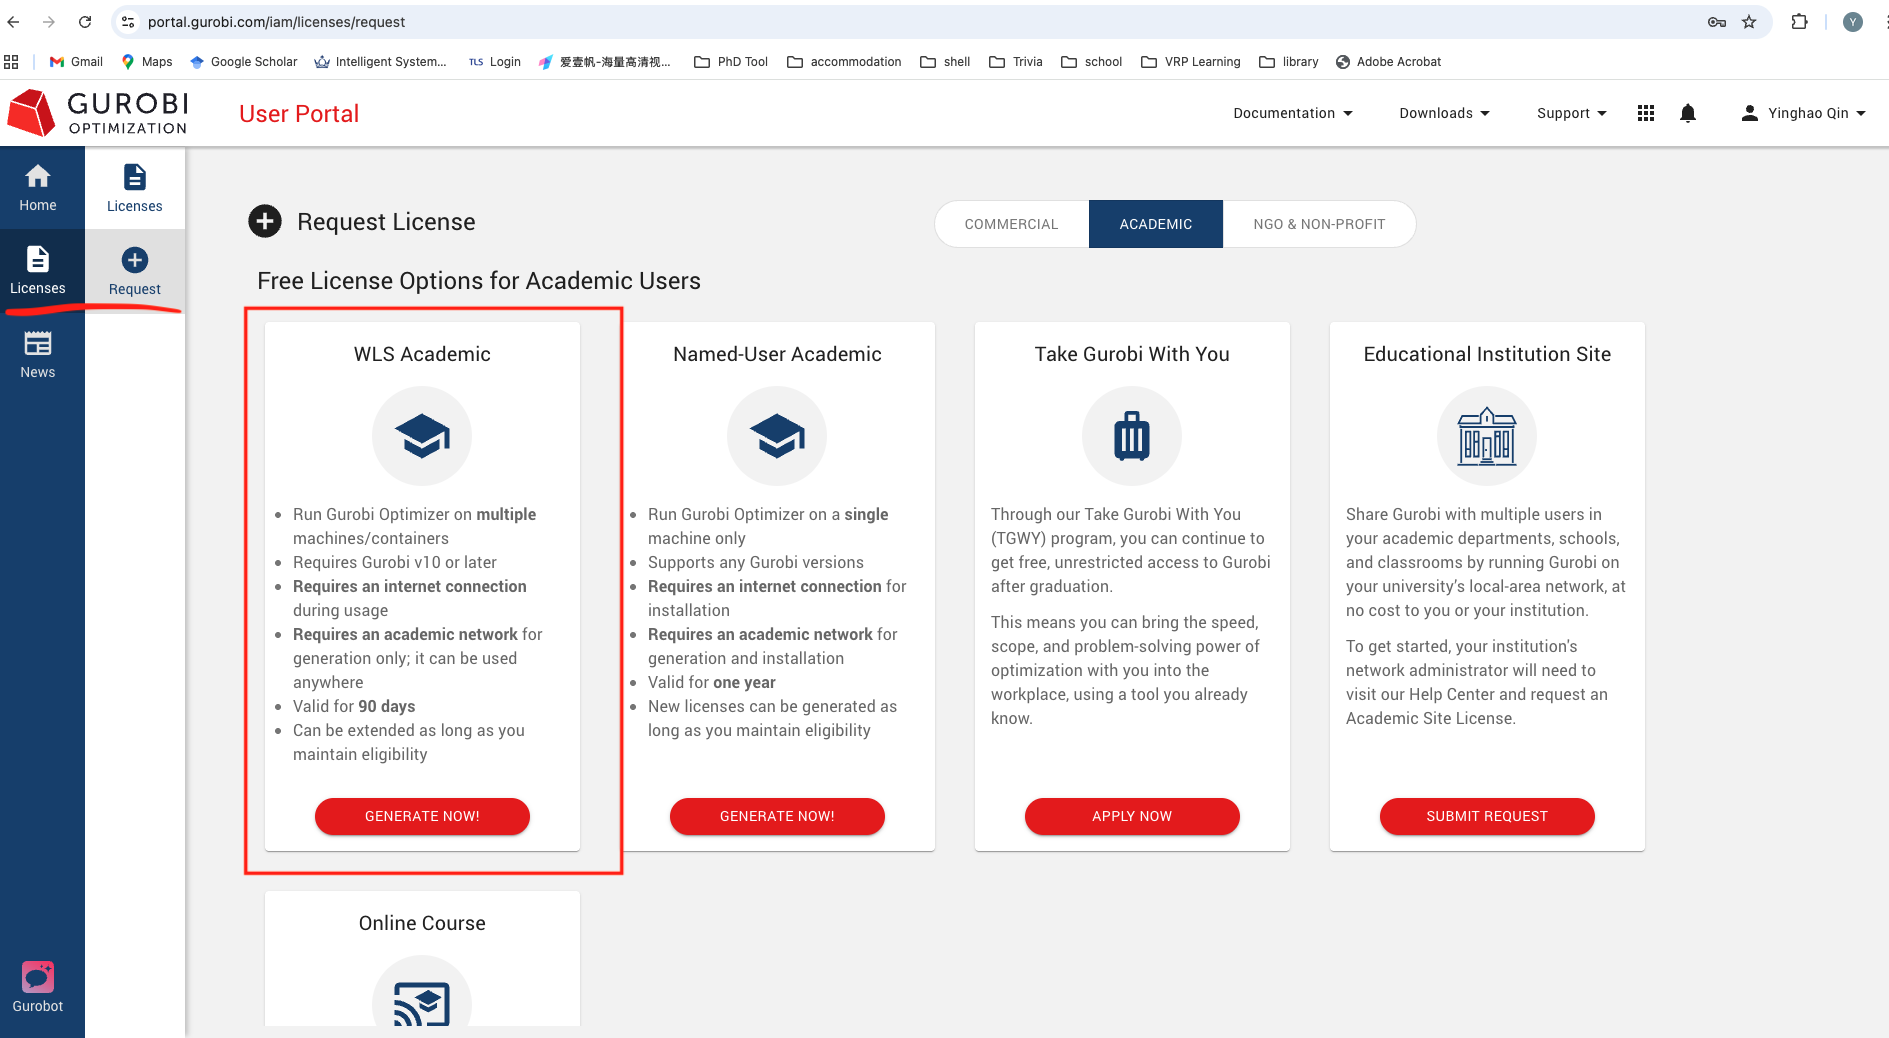 portal.gurobi.com/iam/licenses/request
Y
Gmail
Maps
Google Scholar
Intelligent System...
TLS Login
爱壹帆-海量高清视...
PhD Tool
accommodation
shell
Trivia
school
VRP Learning
library
Adobe Acrobat
GUROBI
OPTIMIZATION
User Portal
Documentation
Downloads
Support
Yinghao Qin
Home
Licenses
Licenses
Request
News
Gurobot
Request License
COMMERCIAL
ACADEMIC
NGO & NON-PROFIT
Free License Options for Academic Users
WLS Academic
Run Gurobi Optimizer on multiple
machines/containers
Requires Gurobi v10 or later
Requires an internet connection
during usage
Requires an academic network for
generation only; it can be used
anywhere
Valid for 90 days
Can be extended as long as you
maintain eligibility
GENERATE NOW!
Named-User Academic
Run Gurobi Optimizer on a single
machine only
Supports any Gurobi versions
Requires an internet connection for
installation
Requires an academic network for
generation and installation
Valid for one year
New licenses can be generated as
long as you maintain eligibility
GENERATE NOW!
Take Gurobi With You
Through our Take Gurobi With You
(TGWY) program, you can continue to
get free, unrestricted access to Gurobi
after graduation.
This means you can bring the speed,
scope, and problem-solving power of
optimization with you into the
workplace, using a tool you already
know.
APPLY NOW
Educational Institution Site
Share Gurobi with multiple users in
your academic departments, schools,
and classrooms by running Gurobi on
your university's local-area network, at
no cost to you or your institution.
To get started, your institution's
network administrator will need to
visit our Help Center and request an
Academic Site License.
SUBMIT REQUEST
Online Course